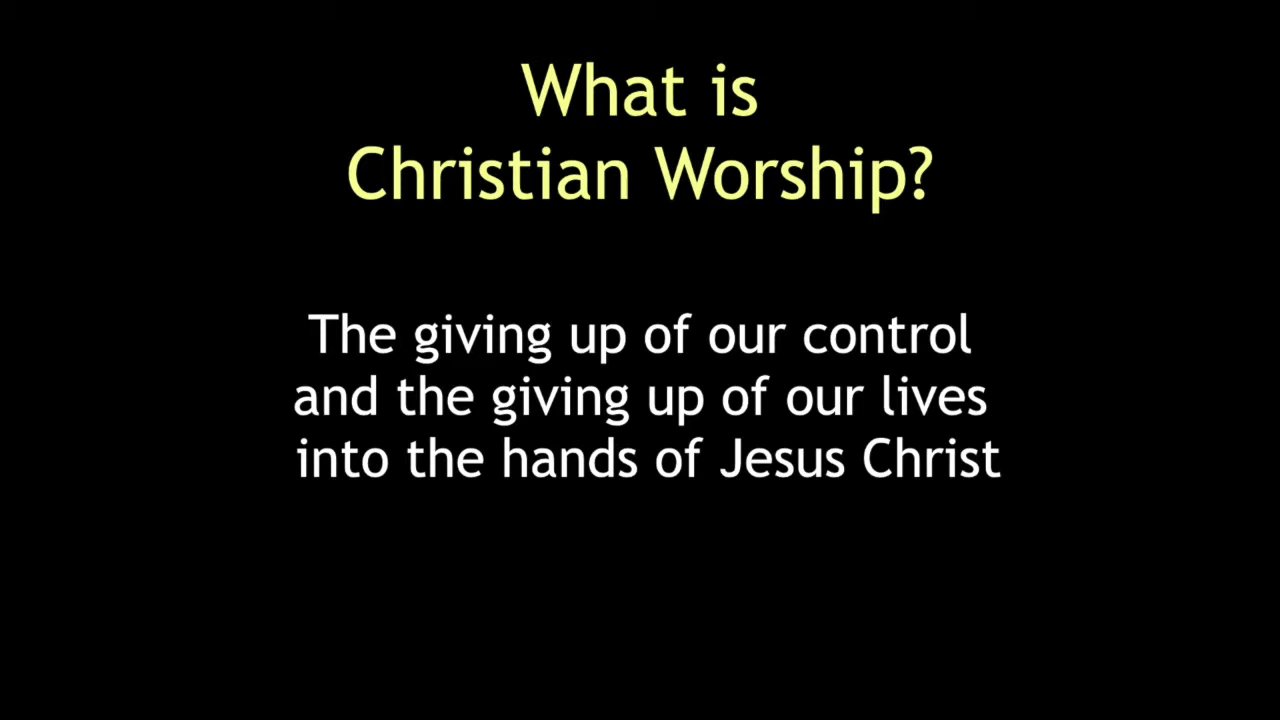 What is
Christian Worship?
The giving up of our control
and the giving up of our lives
into the hands of Jesus Christ